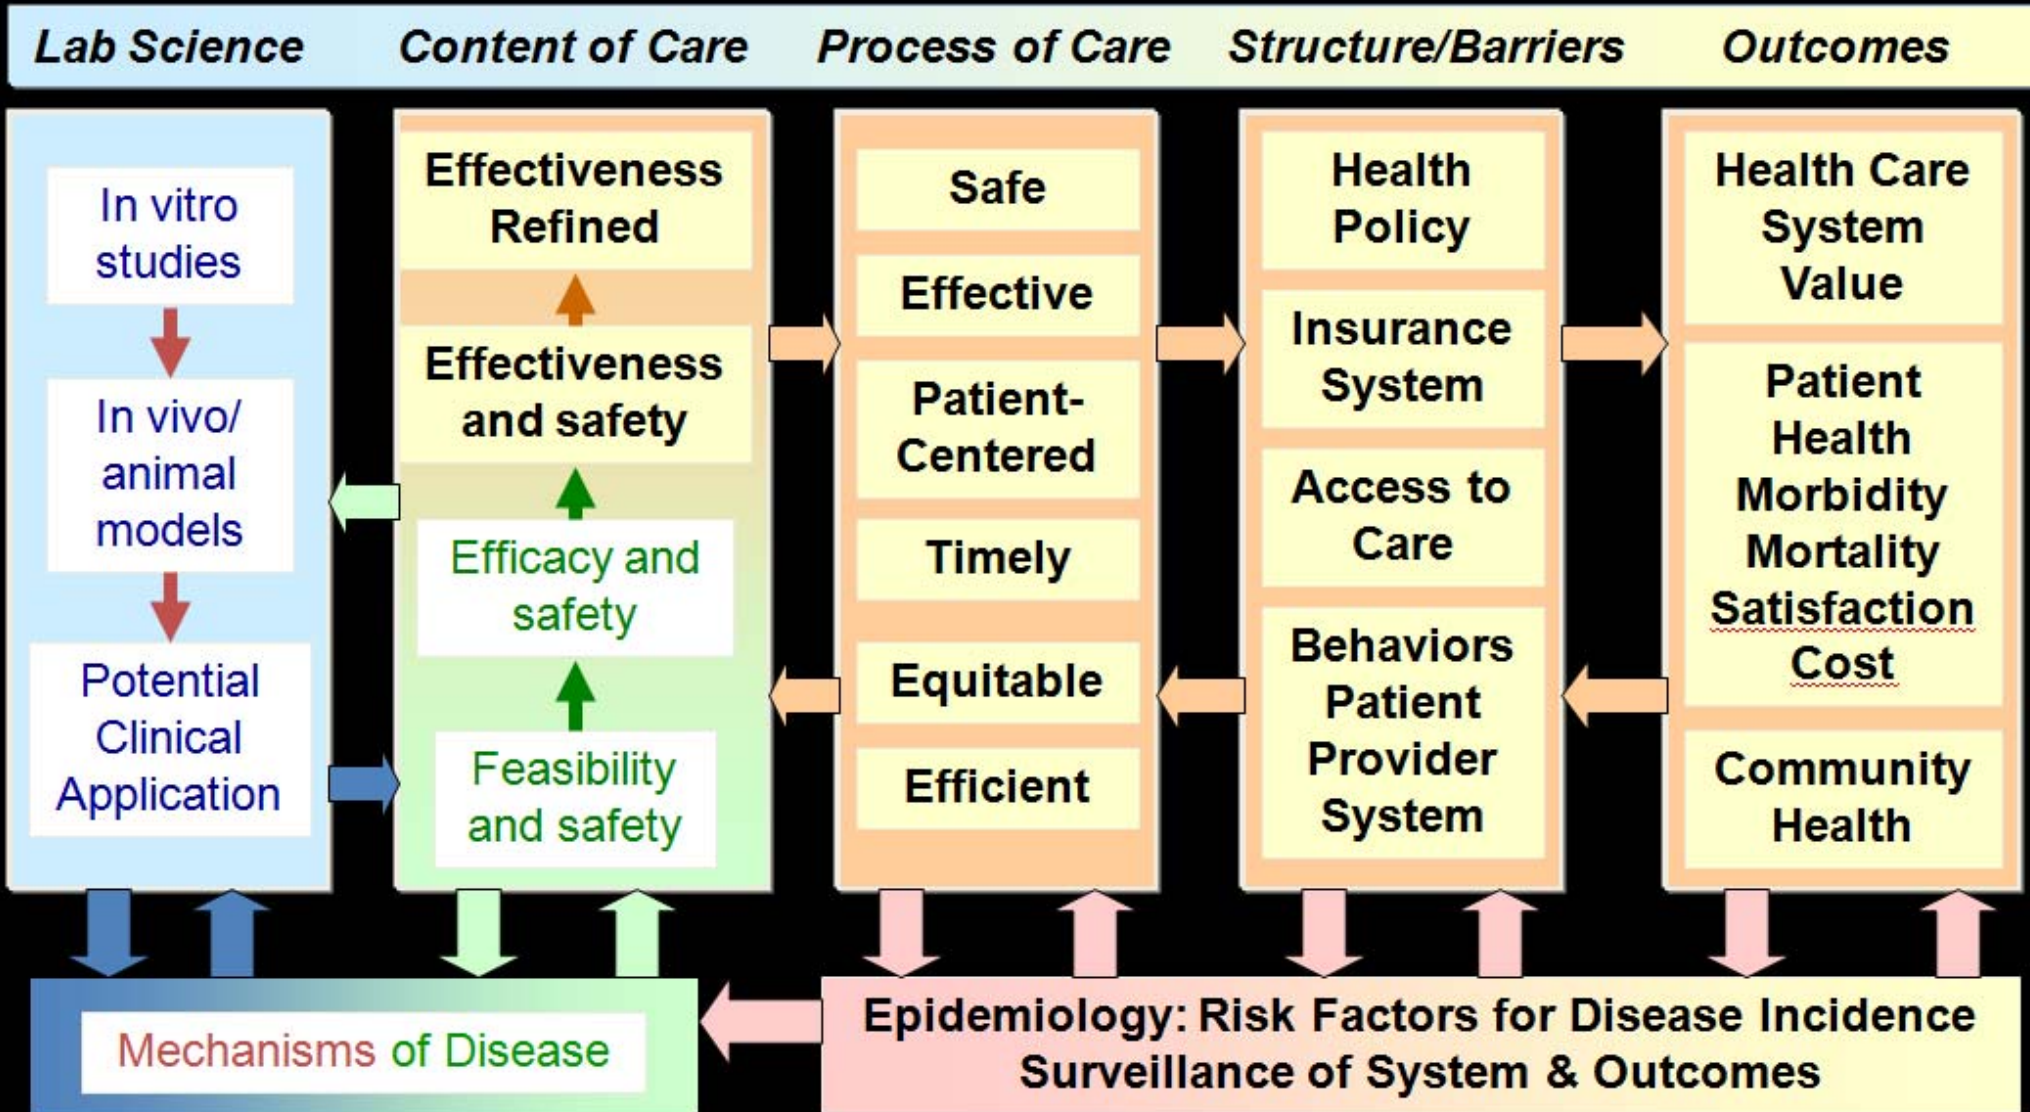 Lab Science
Content of Care
Process of Care
Structure/Barriers
Outcomes
In vitro
studies
In vivo/
animal
models
Potential
Clinical
Application
Effectiveness
Refined
Effectiveness
and safety
Efficacy and
safety
Feasibility
and safety
Safe
Effective
Patient-
Centered
Timely
Equitable
Efficient
Health
Policy
Insurance
System
Access to
Care
Behaviors
Patient
Provider
System
Health Care
System
Value
Patient
Health
Morbidity
Mortality
Satisfaction
Cost
Community
Health
Mechanisms of Disease
Epidemiology: Risk Factors for Disease Incidence
Surveillance of System & Outcomes